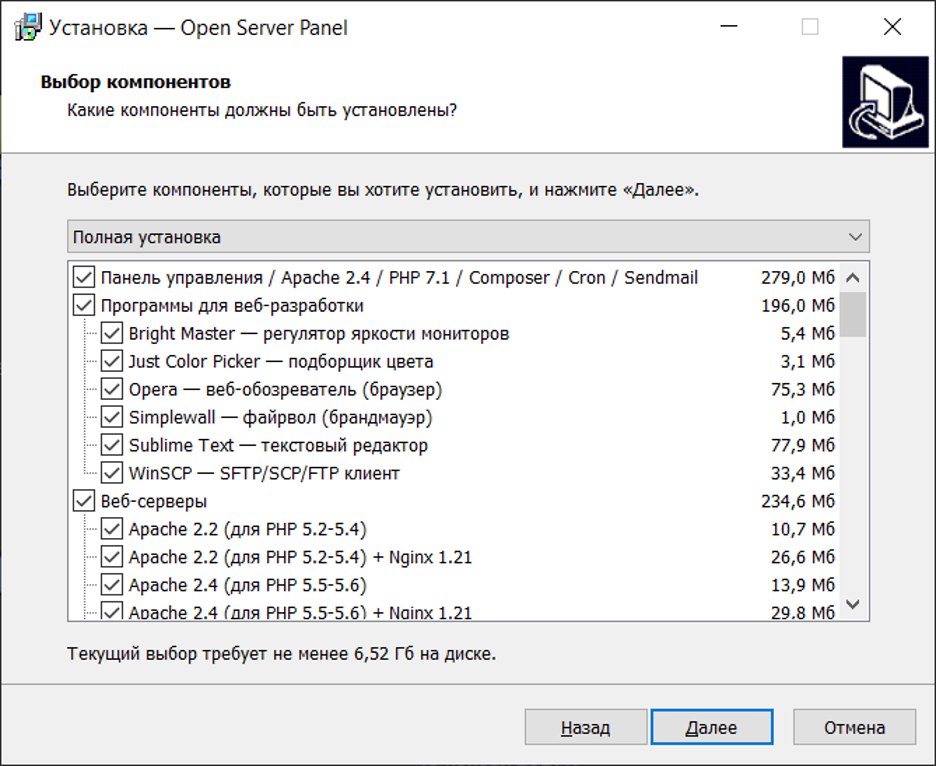 Установка — Open Server Panel
Выбор компонентов
Какие компоненты должны быть установлены?
Выберите компоненты, которые вы хотите установить, и нажмите «Далее».
Полная установка
Панель управления / Apache 2.4 / PHP 7.1 / Composer / Cron / Sendmail 279,0 Мб
Программы для веб-разработки 196,0 Мб
Bright Master — регулятор яркости мониторов 5,4 Мб
Just Color Picker — подборщик цвета 3,1 Мб
Opera — веб-обозреватель (браузер) 75,3 Мб
Simplewall — файрвол (брандмауэр) 1,0 Мб
Sublime Text — текстовый редактор 77,9 Мб
WinSCP — SFTP/SCP/FTP клиент 33,4 Мб
Веб-серверы 234,6 Мб
Apache 2.2 (для PHP 5.2-5.4) 10,7 Мб
Apache 2.2 (для PHP 5.2-5.4) + Nginx 1.21 26,6 Мб
Apache 2.4 (для PHP 5.5-5.6) 13,9 Мб
Apache 2.4 (для PHP 5.5-5.6) + Nginx 1.21 29,8 Мб
Текущий выбор требует не менее 6,52 Гб на диске.
Назад Далее Отмена